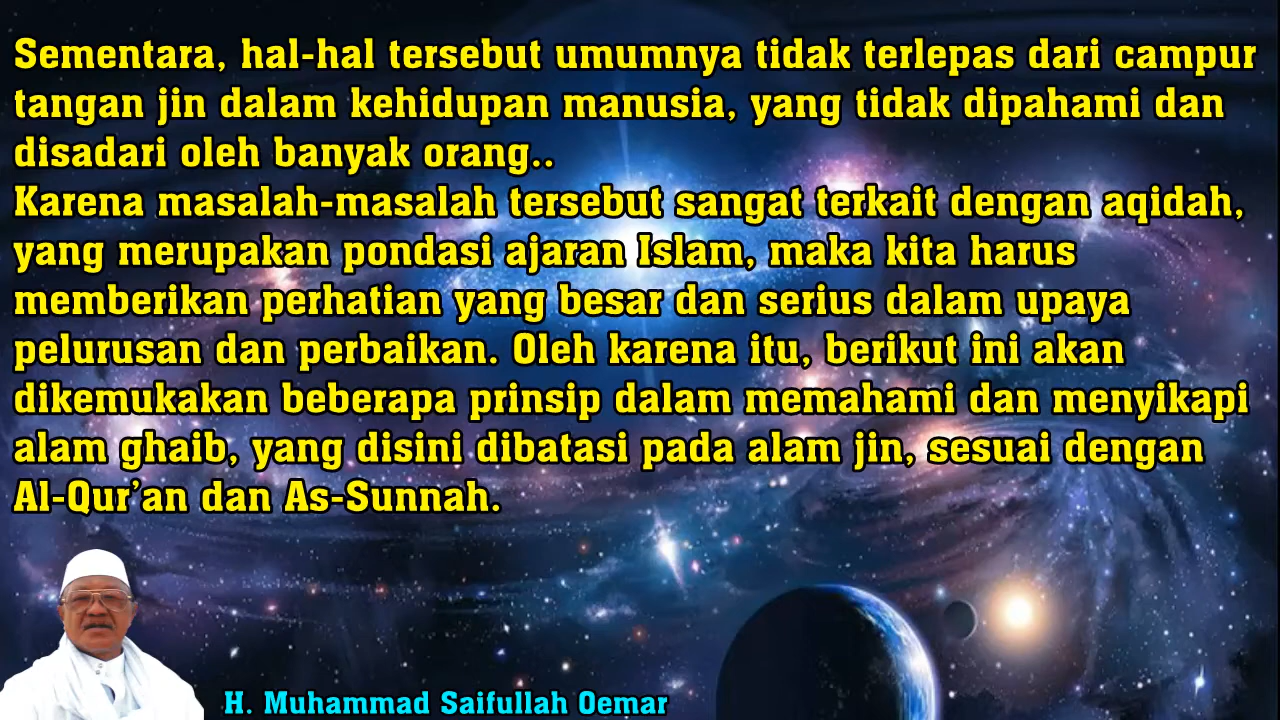 Sementara, hal-hal tersebut umumnya tidak terlepas dari campur
tangan jin dalam kehidupan manusia, yang tidak dipahami dan
disadari oleh banyak orang..
Karena masalah-masalah tersebut sangat terkait dengan aqidah,
yang merupakan pondasi ajaran Islam, maka kita harus
memberikan perhatian yang besar dan serius dalam upaya
pelurusan dan perbaikan. Oleh karena itu, berikut ini akan
dikemukakan beberapa prinsip dalam memahami dan menyikapi
alam ghaib, yang disini dibatasi pada alam jin, sesuai dengan
Al-Qur’an dan As-Sunnah.
H. Muhammad Saifullah Oemar